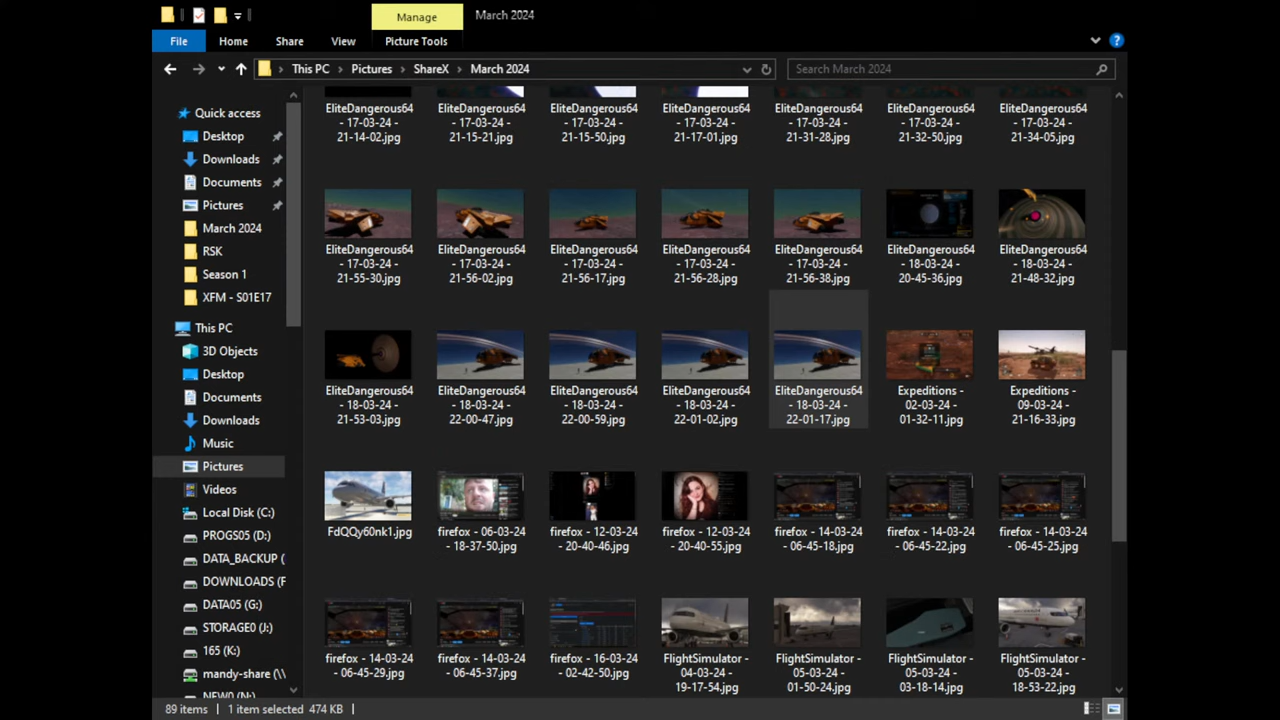 Manage
March 2024
File
Home
Share
View
Picture Tools
This PC
Pictures
ShareX
March 2024
Search March 2024
Quick access
Desktop
Downloads
Documents
Pictures
March 2024
RSK
Season 1
XFM - S01E17
This PC
3D Objects
Desktop
Documents
Downloads
Music
Pictures
Videos
Local Disk (C:)
PROGS05 (D:)
DATA_BACKUP (
DOWNLOADS (F
DATA05 (G:)
STORAGE0 (J:)
165 (K:)
mandy-share (\\
NEW0 (N:)
EliteDangerous64
- 17-03-24 -
21-14-02.jpg
EliteDangerous64
- 17-03-24 -
21-15-21.jpg
EliteDangerous64
- 17-03-24 -
21-15-50.jpg
EliteDangerous64
- 17-03-24 -
21-17-01.jpg
EliteDangerous64
- 17-03-24 -
21-31-28.jpg
EliteDangerous64
- 17-03-24 -
21-32-50.jpg
EliteDangerous64
- 17-03-24 -
21-34-05.jpg
EliteDangerous64
- 17-03-24 -
21-55-30.jpg
EliteDangerous64
- 17-03-24 -
21-56-02.jpg
EliteDangerous64
- 17-03-24 -
21-56-17.jpg
EliteDangerous64
- 17-03-24 -
21-56-28.jpg
EliteDangerous64
- 17-03-24 -
21-56-38.jpg
EliteDangerous64
- 18-03-24 -
20-45-36.jpg
EliteDangerous64
- 18-03-24 -
21-48-32.jpg
EliteDangerous64
- 18-03-24 -
21-53-03.jpg
EliteDangerous64
- 18-03-24 -
22-00-47.jpg
EliteDangerous64
- 18-03-24 -
22-00-59.jpg
EliteDangerous64
- 18-03-24 -
22-01-02.jpg
EliteDangerous64
- 18-03-24 -
22-01-17.jpg
Expeditions -
02-03-24 -
01-32-11.jpg
Expeditions -
09-03-24 -
21-16-33.jpg
FdQQy60nk1.jpg
firefox - 06-03-24
- 18-37-50.jpg
firefox - 12-03-24
- 20-40-46.jpg
firefox - 12-03-24
- 20-40-55.jpg
firefox - 14-03-24
- 06-45-18.jpg
firefox - 14-03-24
- 06-45-22.jpg
firefox - 14-03-24
- 06-45-25.jpg
firefox - 14-03-24
- 06-45-29.jpg
firefox - 14-03-24
- 06-45-37.jpg
firefox - 16-03-24
- 02-42-50.jpg
FlightSimulator -
04-03-24 -
19-17-54.jpg
FlightSimulator -
05-03-24 -
01-50-24.jpg
FlightSimulator -
05-03-24 -
03-18-14.jpg
FlightSimulator -
05-03-24 -
18-53-22.jpg
89 items
1 item selected 474 KB